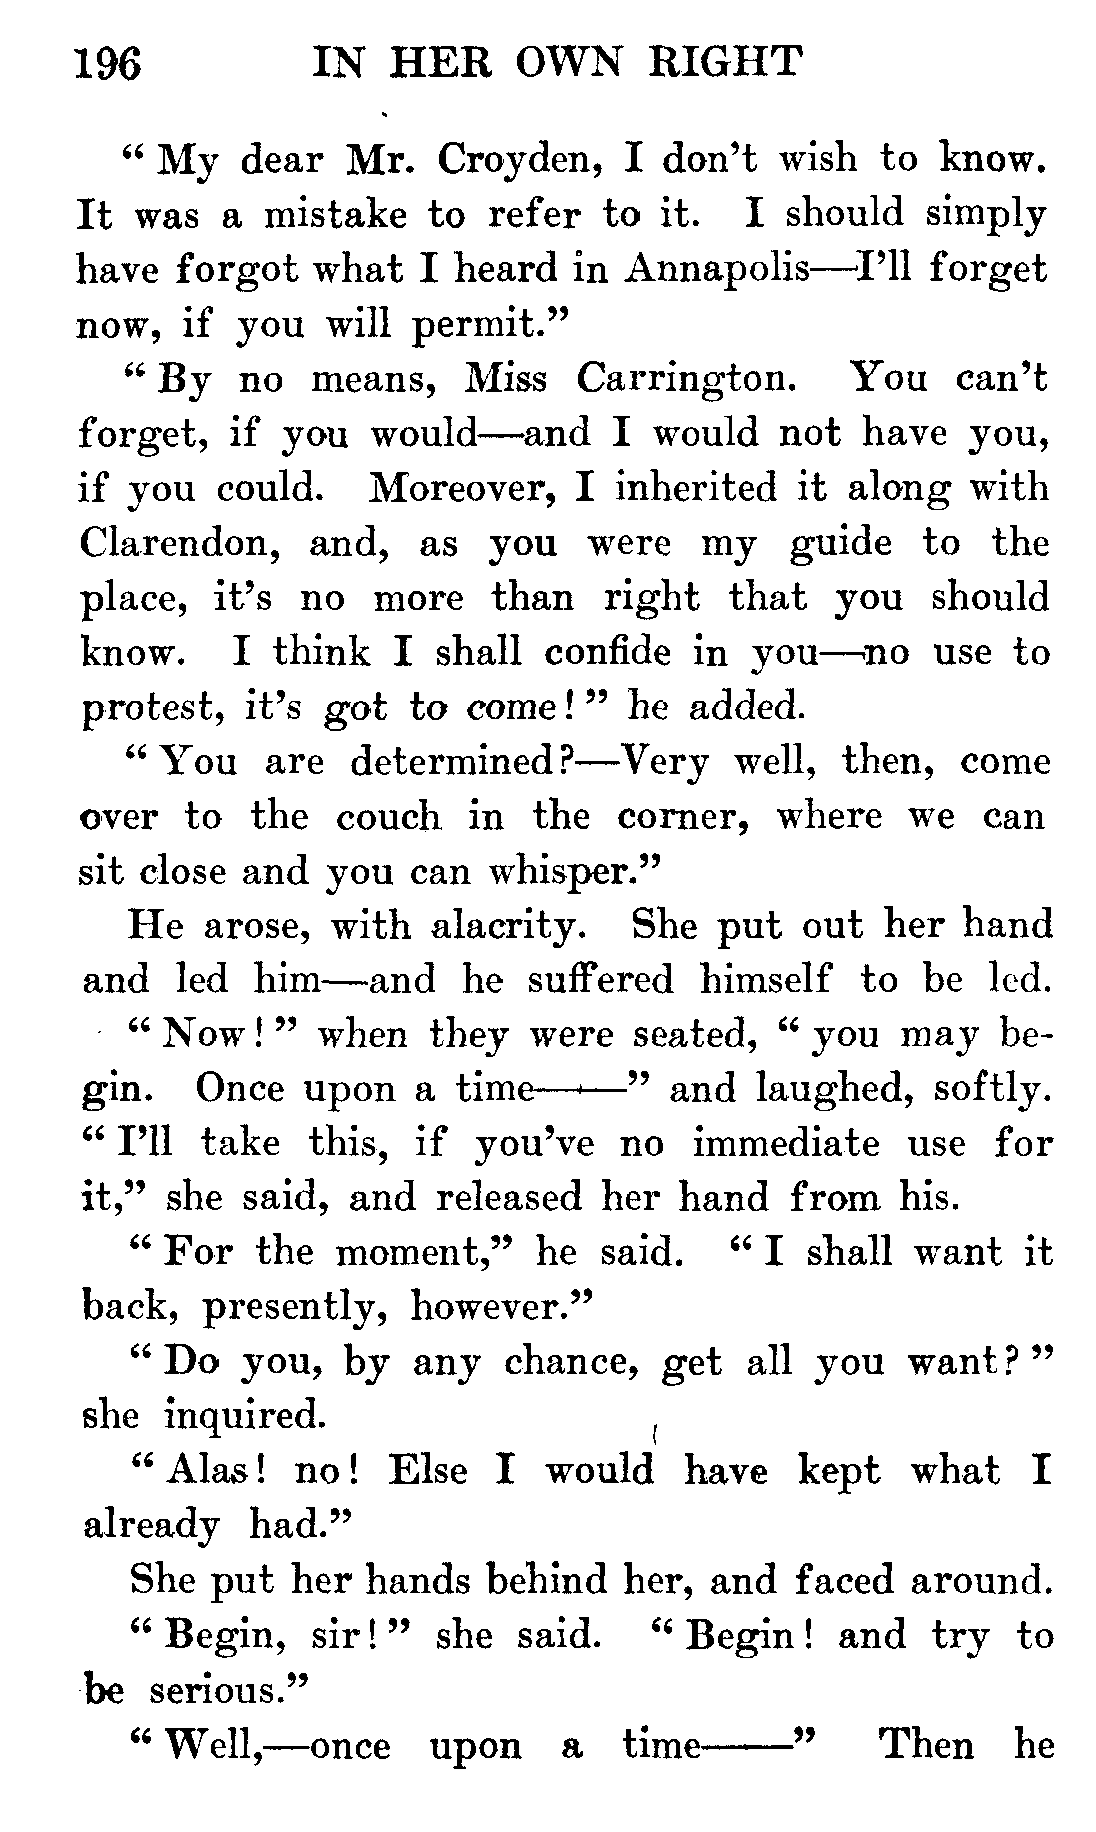 196 IN HER OWN RIGHT
“ My dear Mr. Croyden, I don’t wish to know.
It was a mistake to refer to it. I should simply
have forgot what I heard in Annapolis—I’ll forget
now, if you will permit.”
“ By no means, Miss Carrington. You can’t
forget, if you would—and I would not have you,
if you could. Moreover, I inherited it along with
Clarendon, and, as you were my guide to the
place, it’s no more than right that you should
know. I think I shall confide in you—no use to
protest, it’s got to come! ” he added.
“ You are determined?—Very well, then, come
over to the couch in the corner, where we can
sit close and you can whisper.”
He arose, with alacrity. She put out her hand
and led him—and he suffered himself to be led.
“ Now! ” when they were seated, “ you may be-
gin. Once upon a time——” and laughed, softly.
“ I’ll take this, if you’ve no immediate use for
it,” she said, and released her hand from his.
“ For the moment,” he said. “ I shall want it
back, presently, however.”
“ Do you, by any chance, get all you want? ”
she inquired.
“ Alas! no! Else I would have kept what I
already had.”
She put her hands behind her, and faced around.
“ Begin, sir! ” she said. “ Begin! and try to
be serious.”
“ Well,—once upon a time——” Then he